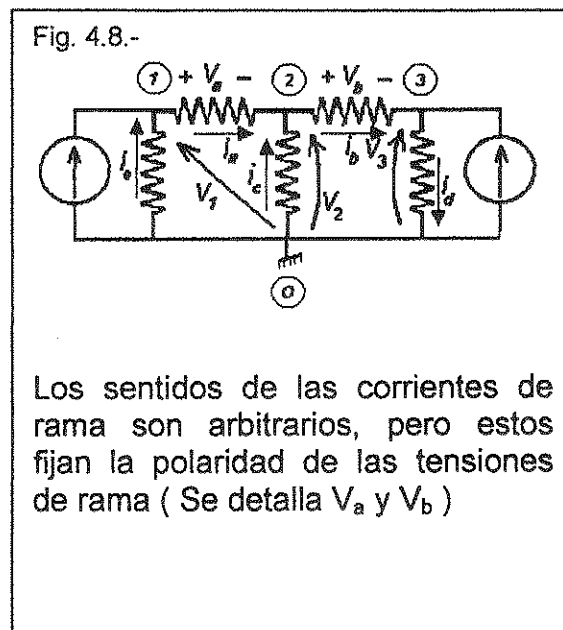 Fig. 4.8.-
1 + Va - 2 + Vb - 3
ie V1 ia ic V2 ib V3 id
0
Los sentidos de las corrientes de
rama son arbitrarios, pero estos
fijan la polaridad de las tensiones
de rama ( Se detalla Va y Vb )